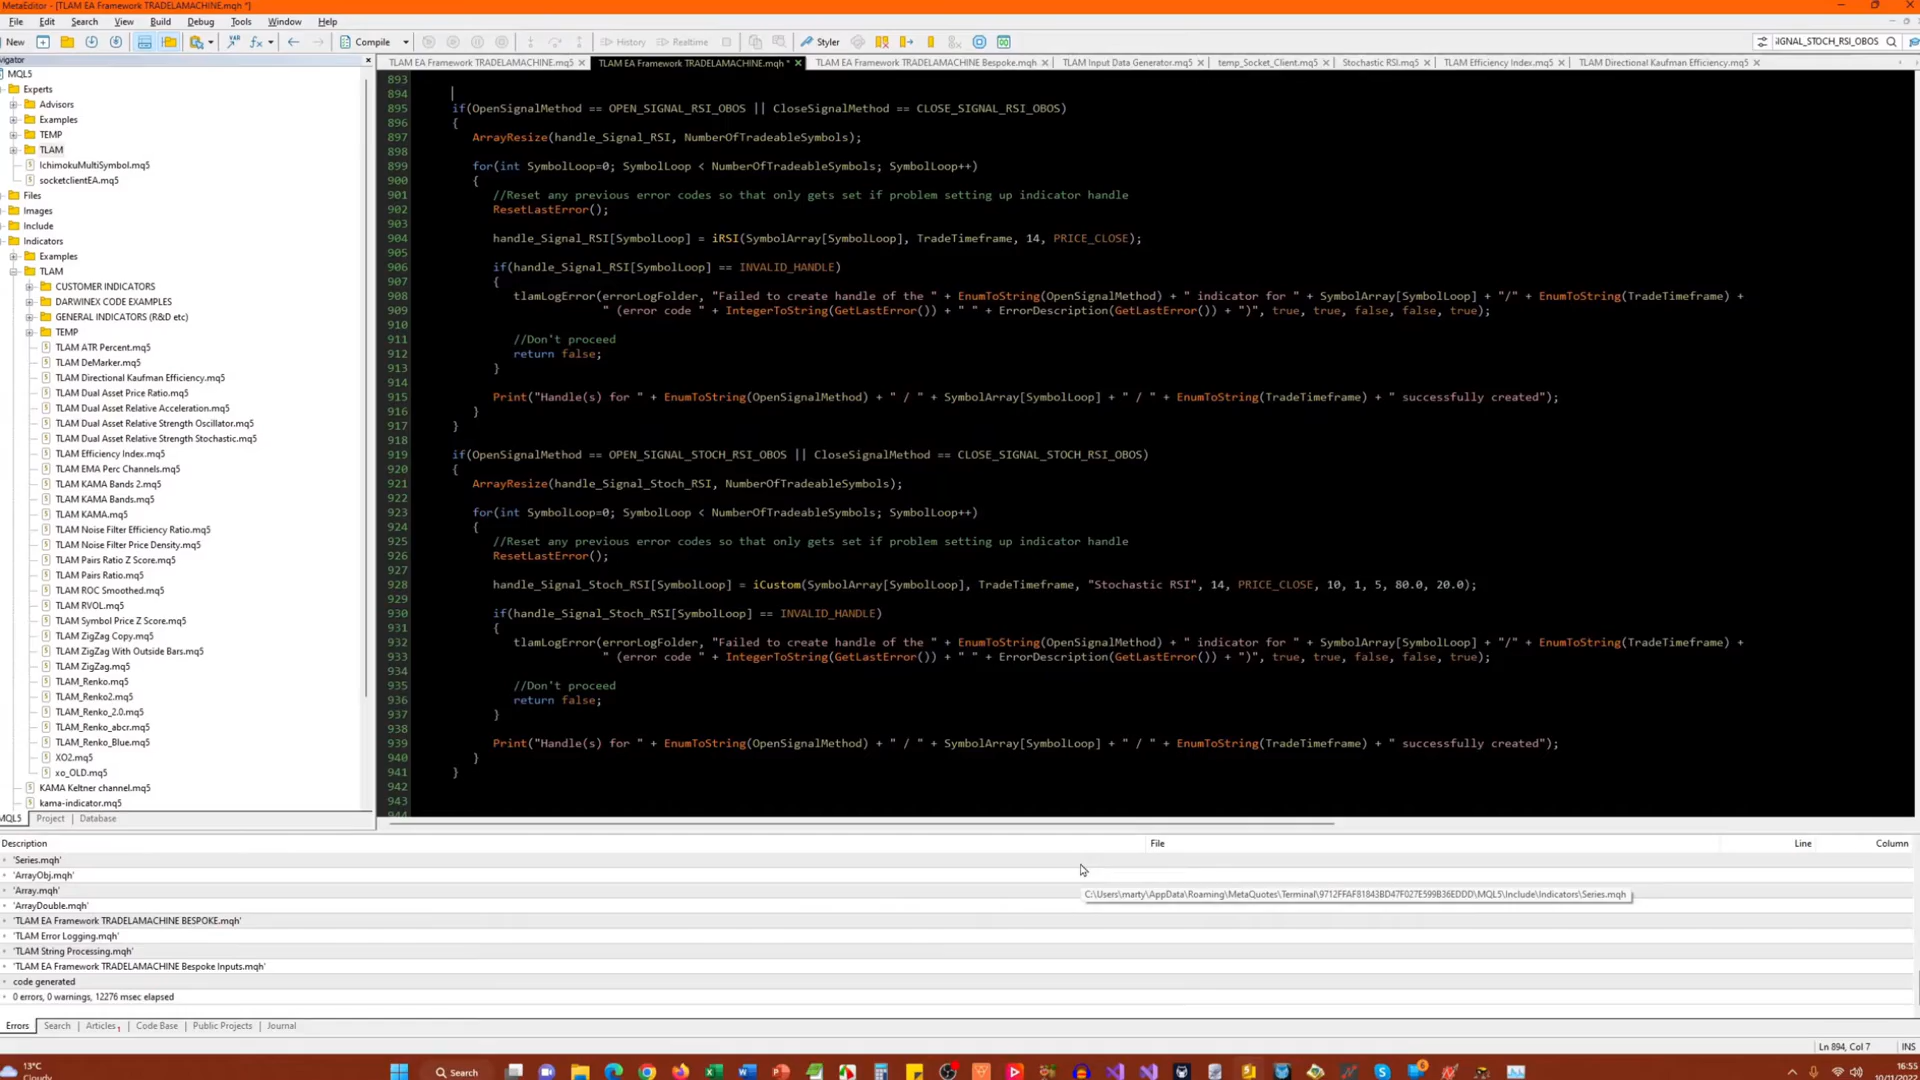 MetaEditor - [TLAM EA Framework TRADELAMACHINE.mqh *]
File Edit Search View Build Debug Tools Window Help
New Compile History Realtime Styler IGNAL_STOCH_RSI_OBOS
vigator
TLAM EA Framework TRADELAMACHINE.mq5 TLAM EA Framework TRADELAMACHINE.mqh * TLAM EA Framework TRADELAMACHINE Bespoke.mqh TLAM Input Data Generator.mq5 temp_Socket_Client.mq5 Stochastic RSI.mq5 TLAM Efficiency Index.mq5 TLAM Directional Kaufman Efficiency.mq5
MQL5
Experts
Advisors
Examples
TEMP
TLAM
IchimokuMultiSymbol.mq5
socketclientEA.mq5
Files
Images
Include
Indicators
Examples
TLAM
CUSTOMER INDICATORS
DARWINEX CODE EXAMPLES
GENERAL INDICATORS (R&D etc)
TEMP
TLAM ATR Percent.mq5
TLAM DeMarker.mq5
TLAM Directional Kaufman Efficiency.mq5
TLAM Dual Asset Price Ratio.mq5
TLAM Dual Asset Relative Acceleration.mq5
TLAM Dual Asset Relative Strength Oscillator.mq5
TLAM Dual Asset Relative Strength Stochastic.mq5
TLAM Efficiency Index.mq5
TLAM EMA Perc Channels.mq5
TLAM KAMA Bands 2.mq5
TLAM KAMA Bands.mq5
TLAM KAMA.mq5
TLAM Noise Filter Efficiency Ratio.mq5
TLAM Noise Filter Price Density.mq5
TLAM Pairs Ratio Z Score.mq5
TLAM Pairs Ratio.mq5
TLAM ROC Smoothed.mq5
TLAM RVOL.mq5
TLAM Symbol Price Z Score.mq5
TLAM ZigZag Copy.mq5
TLAM ZigZag With Outside Bars.mq5
TLAM ZigZag.mq5
TLAM_Renko.mq5
TLAM_Renko2.mq5
TLAM_Renko_2.0.mq5
TLAM_Renko_abcr.mq5
TLAM_Renko_Blue.mq5
XO2.mq5
xo_OLD.mq5
KAMA Keltner channel.mq5
kama-indicator.mq5
MQL5 Project Database
893
894
895 if(OpenSignalMethod == OPEN_SIGNAL_RSI_OBOS || CloseSignalMethod == CLOSE_SIGNAL_RSI_OBOS)
896 {
897 ArrayResize(handle_Signal_RSI, NumberOfTradeableSymbols);
898
899 for(int SymbolLoop=0; SymbolLoop < NumberOfTradeableSymbols; SymbolLoop++)
900 {
901 //Reset any previous error codes so that only gets set if problem setting up indicator handle
902 ResetLastError();
903
904 handle_Signal_RSI[SymbolLoop] = iRSI(SymbolArray[SymbolLoop], TradeTimeframe, 14, PRICE_CLOSE);
905
906 if(handle_Signal_RSI[SymbolLoop] == INVALID_HANDLE)
907 {
908 tlamLogError(errorLogFolder, "Failed to create handle of the " + EnumToString(OpenSignalMethod) + " indicator for " + SymbolArray[SymbolLoop] + "/" + EnumToString(TradeTimeframe) +
909 " (error code " + IntegerToString(GetLastError()) + " " + ErrorDescription(GetLastError()) + ")", true, true, false, false, true);
910
911 //Don't proceed
912 return false;
913 }
914
915 Print("Handle(s) for " + EnumToString(OpenSignalMethod) + " / " + SymbolArray[SymbolLoop] + " / " + EnumToString(TradeTimeframe) + " successfully created");
916 }
917 }
918
919 if(OpenSignalMethod == OPEN_SIGNAL_STOCH_RSI_OBOS || CloseSignalMethod == CLOSE_SIGNAL_STOCH_RSI_OBOS)
920 {
921 ArrayResize(handle_Signal_Stoch_RSI, NumberOfTradeableSymbols);
922
923 for(int SymbolLoop=0; SymbolLoop < NumberOfTradeableSymbols; SymbolLoop++)
924 {
925 //Reset any previous error codes so that only gets set if problem setting up indicator handle
926 ResetLastError();
927
928 handle_Signal_Stoch_RSI[SymbolLoop] = iCustom(SymbolArray[SymbolLoop], TradeTimeframe, "Stochastic RSI", 14, PRICE_CLOSE, 10, 1, 5, 80.0, 20.0);
929
930 if(handle_Signal_Stoch_RSI[SymbolLoop] == INVALID_HANDLE)
931 {
932 tlamLogError(errorLogFolder, "Failed to create handle of the " + EnumToString(OpenSignalMethod) + " indicator for " + SymbolArray[SymbolLoop] + "/" + EnumToString(TradeTimeframe) +
933 " (error code " + IntegerToString(GetLastError()) + " " + ErrorDescription(GetLastError()) + ")", true, true, false, false, true);
934
935 //Don't proceed
936 return false;
937 }
938
939 Print("Handle(s) for " + EnumToString(OpenSignalMethod) + " / " + SymbolArray[SymbolLoop] + " / " + EnumToString(TradeTimeframe) + " successfully created");
940 }
941 }
942
943
944
Description File Line Column
'Series.mqh'
'ArrayObj.mqh'
'Array.mqh'
C:\Users\marty\AppData\Roaming\MetaQuotes\Terminal\9712FFAF81843BD47F027E599B36EDDD\MQL5\Include\Indicators\Series.mqh
'ArrayDouble.mqh'
'TLAM EA Framework TRADELAMACHINE BESPOKE.mqh'
'TLAM Error Logging.mqh'
'TLAM String Processing.mqh'
'TLAM EA Framework TRADELAMACHINE Bespoke Inputs.mqh'
code generated
0 errors, 0 warnings, 12276 msec elapsed
Errors Search Articles Code Base Public Projects Journal
Ln 894, Col 7 INS
13°C
Cloudy
Search
16:55
10/11/2022